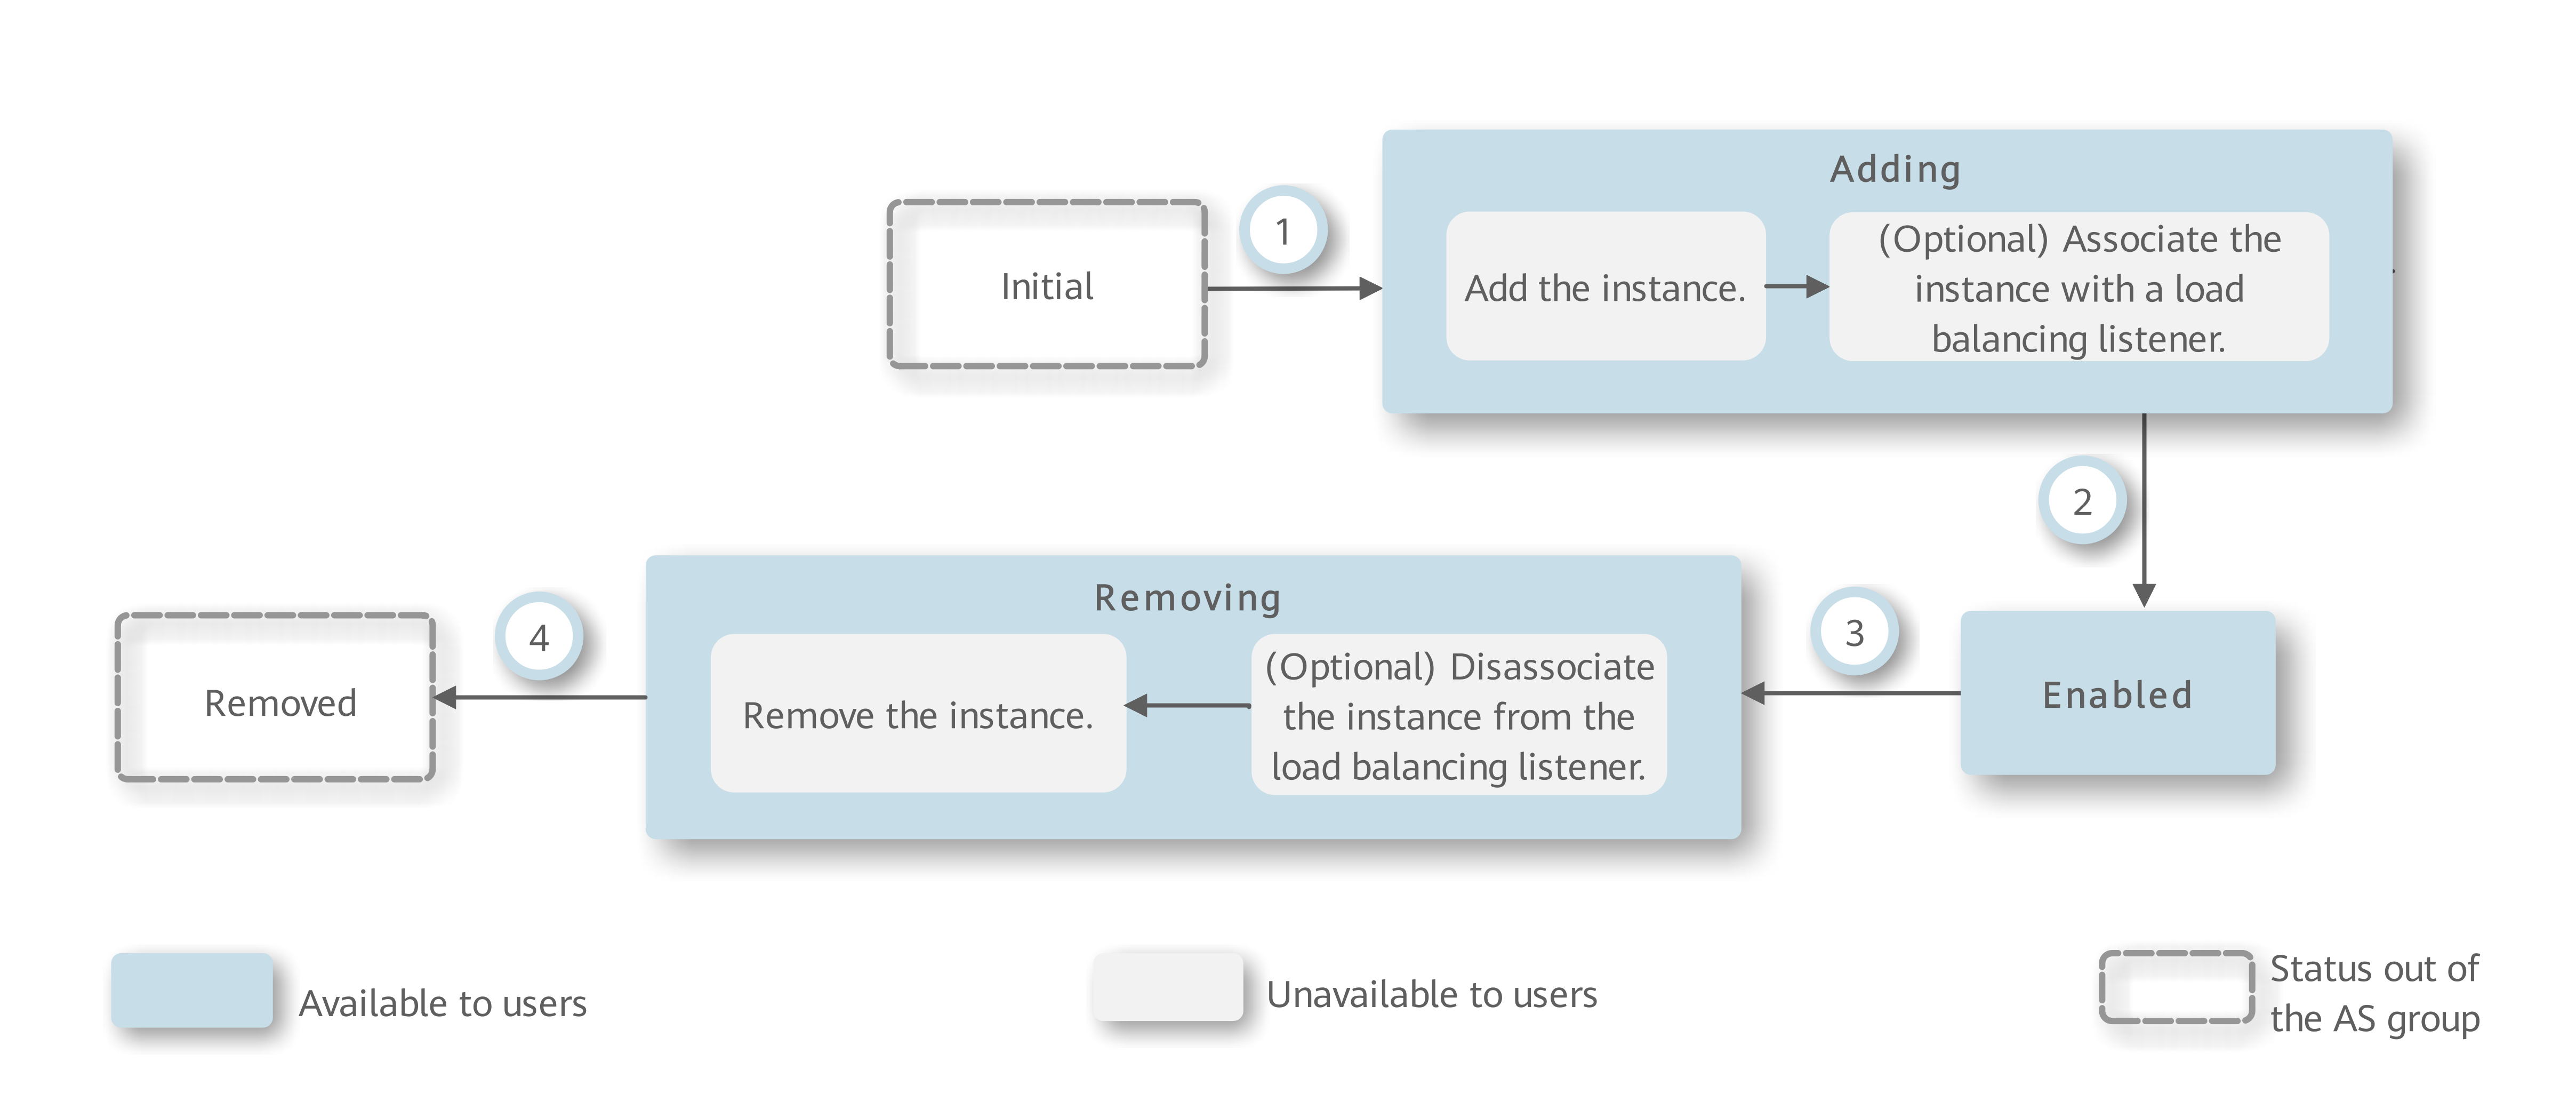 Adding
Initial
1
Add the instance.
(Optional) Associate the
instance with a load
balancing listener.
2
Removing
Removed
4
Remove the instance.
(Optional) Disassociate
the instance from the
load balancing listener.
3
Enabled
Available to users
Unavailable to users
Status out of
the AS group